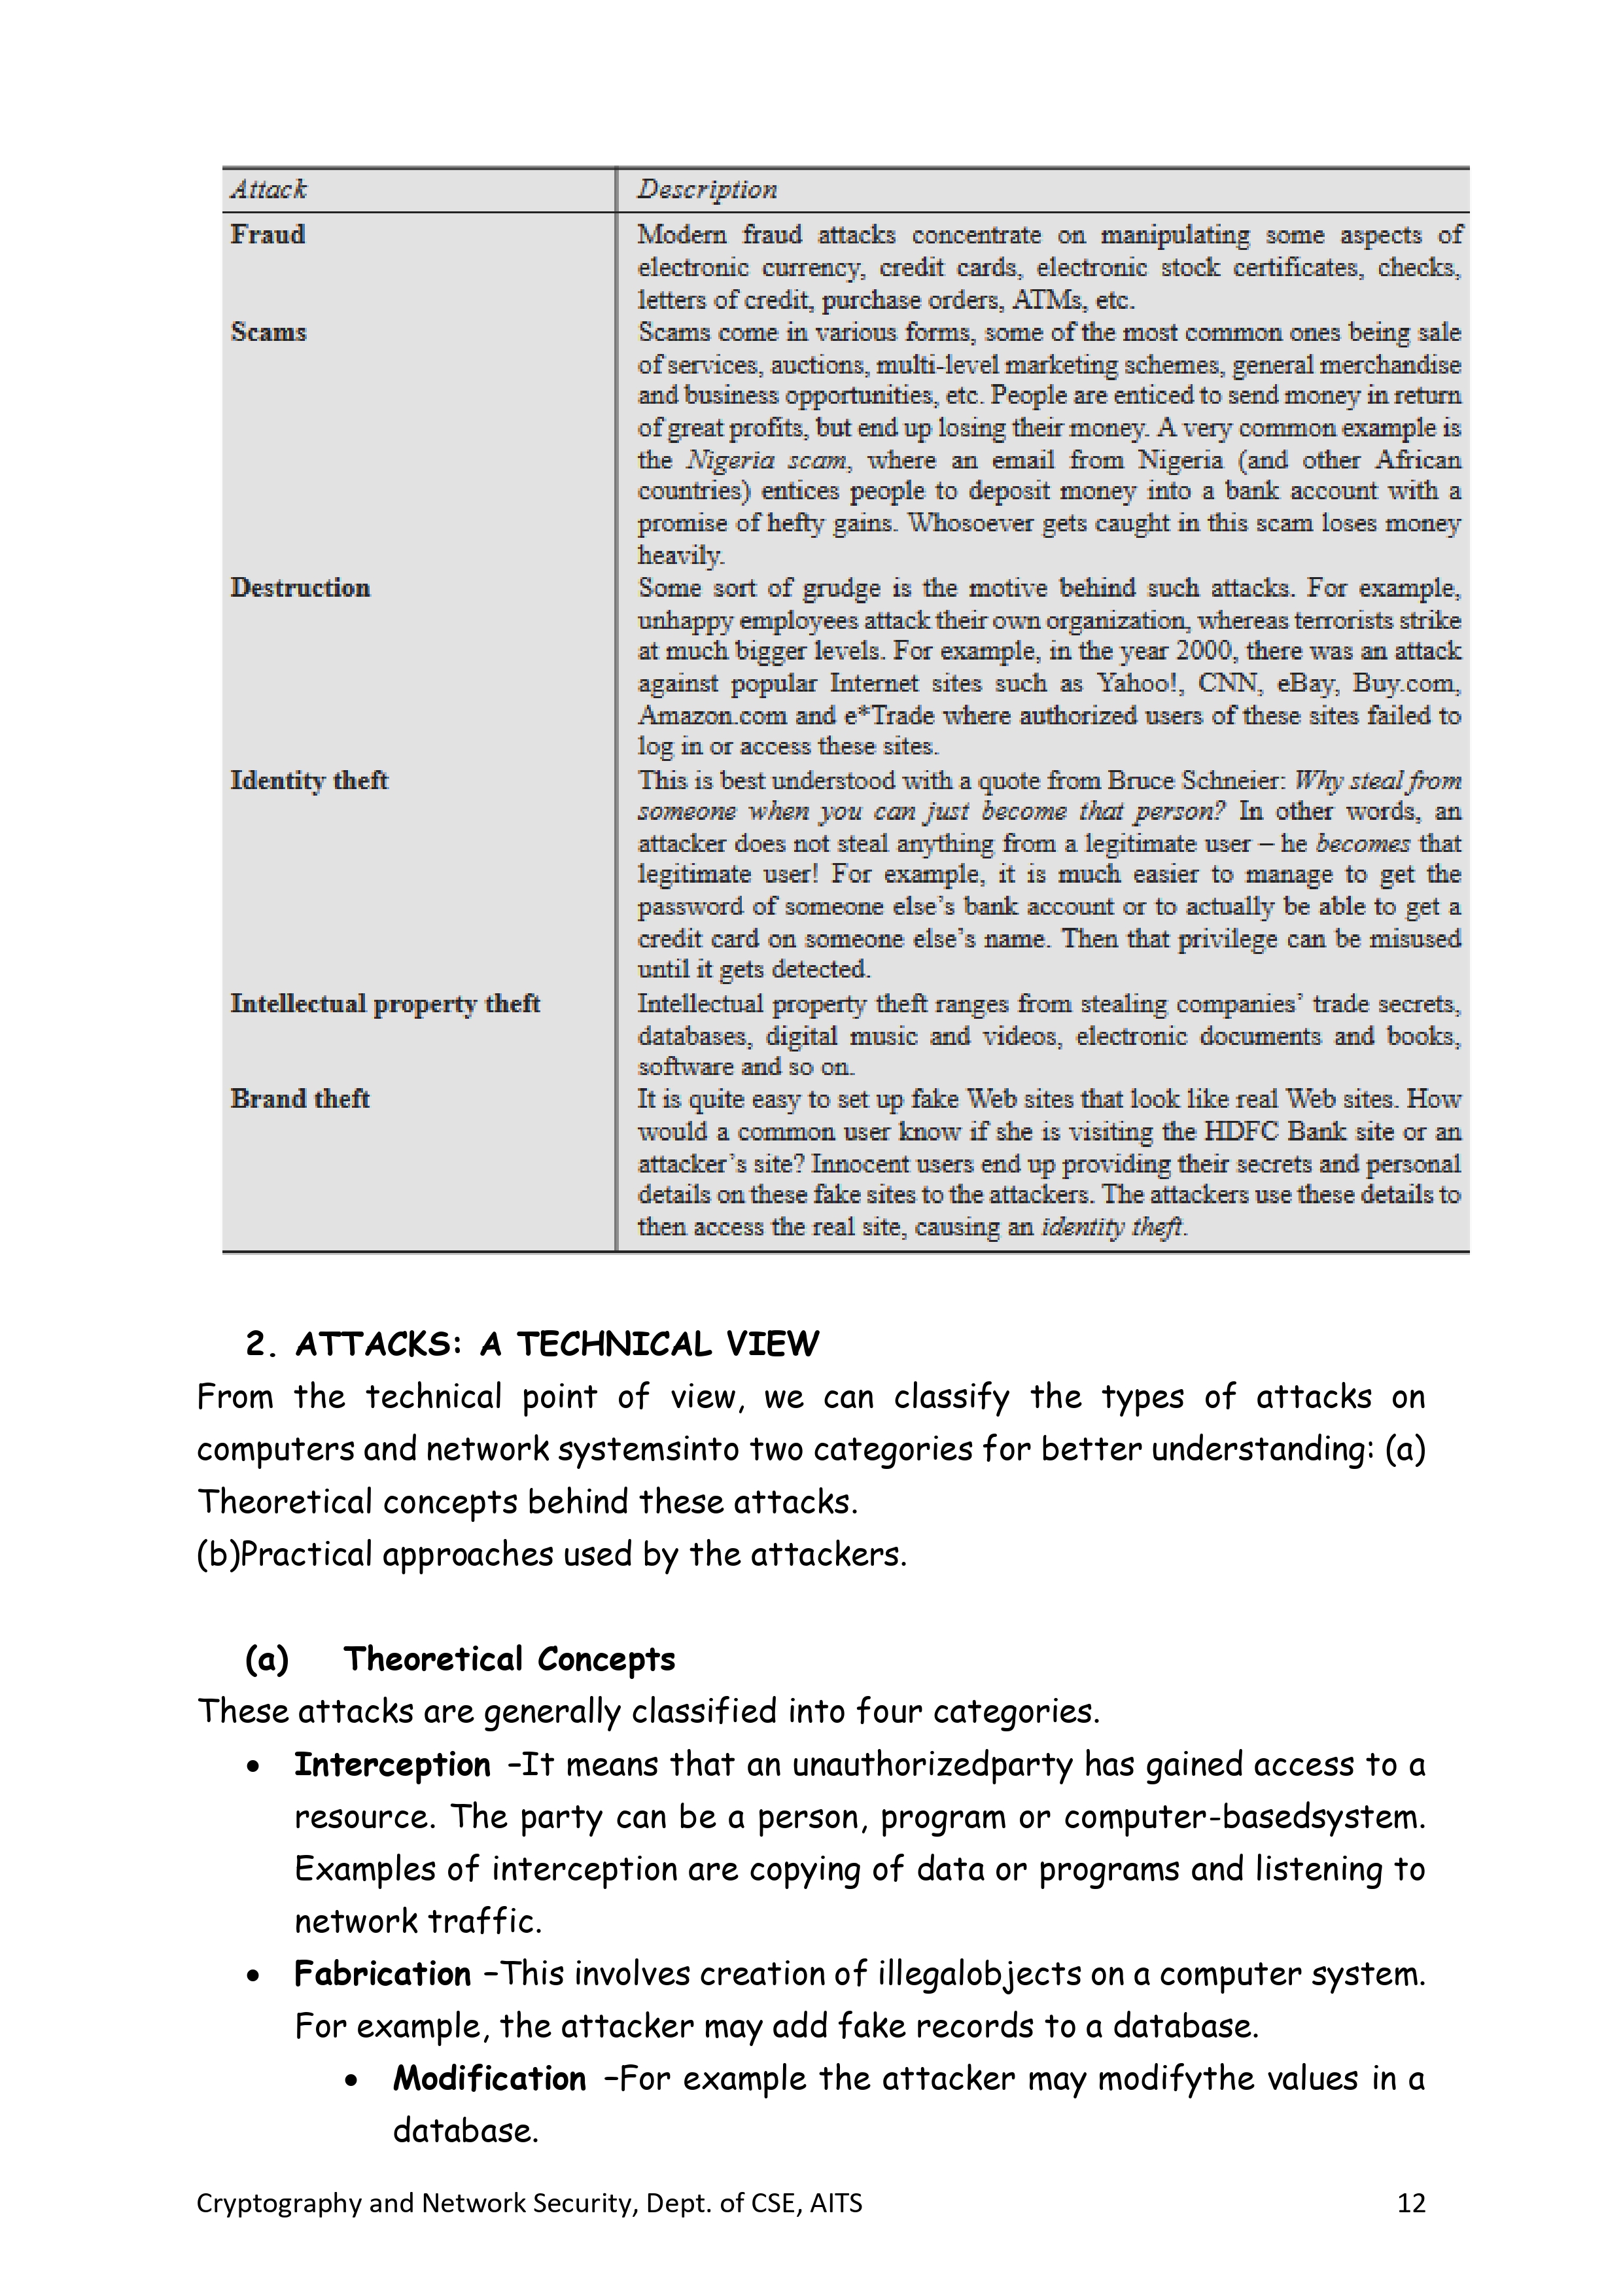 Attack Description
Fraud Modern fraud attacks concentrate on manipulating some aspects of
electronic currency, credit cards, electronic stock certificates, checks,
letters of credit, purchase orders, ATMs, etc.
Scams Scams come in various forms, some of the most common ones being sale
of services, auctions, multi-level marketing schemes, general merchandise
and business opportunities, etc. People are enticed to send money in return
of great profits, but end up losing their money. A very common example is
the Nigeria scam, where an email from Nigeria (and other African
countries) entices people to deposit money into a bank account with a
promise of hefty gains. Whosoever gets caught in this scam loses money
heavily.
Destruction Some sort of grudge is the motive behind such attacks. For example,
unhappy employees attack their own organization, whereas terrorists strike
at much bigger levels. For example, in the year 2000, there was an attack
against popular Internet sites such as Yahoo!, CNN, eBay, Buy.com,
Amazon.com and e*Trade where authorized users of these sites failed to
log in or access these sites.
Identity theft This is best understood with a quote from Bruce Schneier: Why steal from
someone when you can just become that person? In other words, an
attacker does not steal anything from a legitimate user – he becomes that
legitimate user! For example, it is much easier to manage to get the
password of someone else's bank account or to actually be able to get a
credit card on someone else's name. Then that privilege can be misused
until it gets detected.
Intellectual property theft Intellectual property theft ranges from stealing companies' trade secrets,
databases, digital music and videos, electronic documents and books,
software and so on.
Brand theft It is quite easy to set up fake Web sites that look like real Web sites. How
would a common user know if she is visiting the HDFC Bank site or an
attacker's site? Innocent users end up providing their secrets and personal
details on these fake sites to the attackers. The attackers use these details to
then access the real site, causing an identity theft.
2. ATTACKS: A TECHNICAL VIEW
From the technical point of view, we can classify the types of attacks on
computers and network systemsinto two categories for better understanding: (a)
Theoretical concepts behind these attacks.
(b)Practical approaches used by the attackers.
(a) Theoretical Concepts
These attacks are generally classified into four categories.
• Interception –It means that an unauthorizedparty has gained access to a
resource. The party can be a person, program or computer-basedsystem.
Examples of interception are copying of data or programs and listening to
network traffic.
• Fabrication –This involves creation of illegalobjects on a computer system.
For example, the attacker may add fake records to a database.
• Modification –For example the attacker may modifythe values in a
database.
Cryptography and Network Security, Dept. of CSE, AITS 12